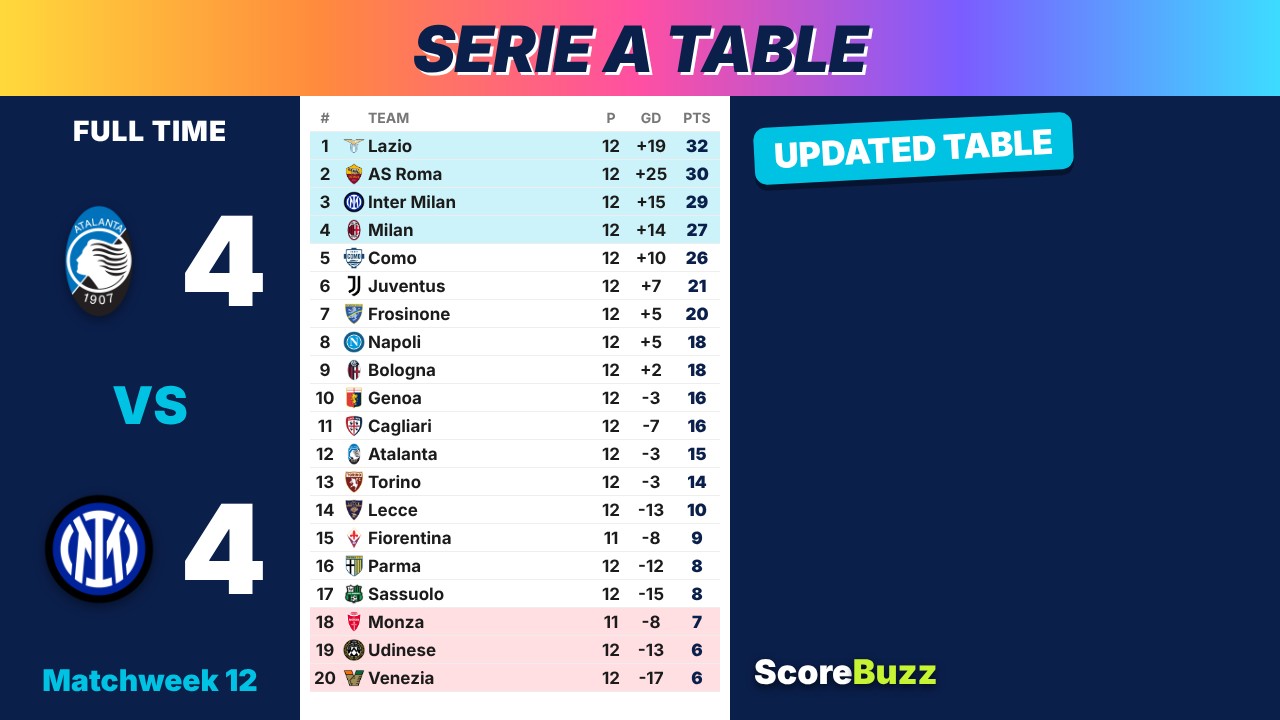 SERIE A TABLE
FULL TIME
ATALANTA
1907
4
VS
4
Matchweek 12
# TEAM P GD PTS
1 Lazio 12 +19 32
2 AS Roma 12 +25 30
3 Inter Milan 12 +15 29
4 Milan 12 +14 27
5 Como 12 +10 26
6 Juventus 12 +7 21
7 Frosinone 12 +5 20
8 Napoli 12 +5 18
9 Bologna 12 +2 18
10 Genoa 12 -3 16
11 Cagliari 12 -7 16
12 Atalanta 12 -3 15
13 Torino 12 -3 14
14 Lecce 12 -13 10
15 Fiorentina 11 -8 9
16 Parma 12 -12 8
17 Sassuolo 12 -15 8
18 Monza 11 -8 7
19 Udinese 12 -13 6
20 Venezia 12 -17 6
UPDATED TABLE
ScoreBuzz